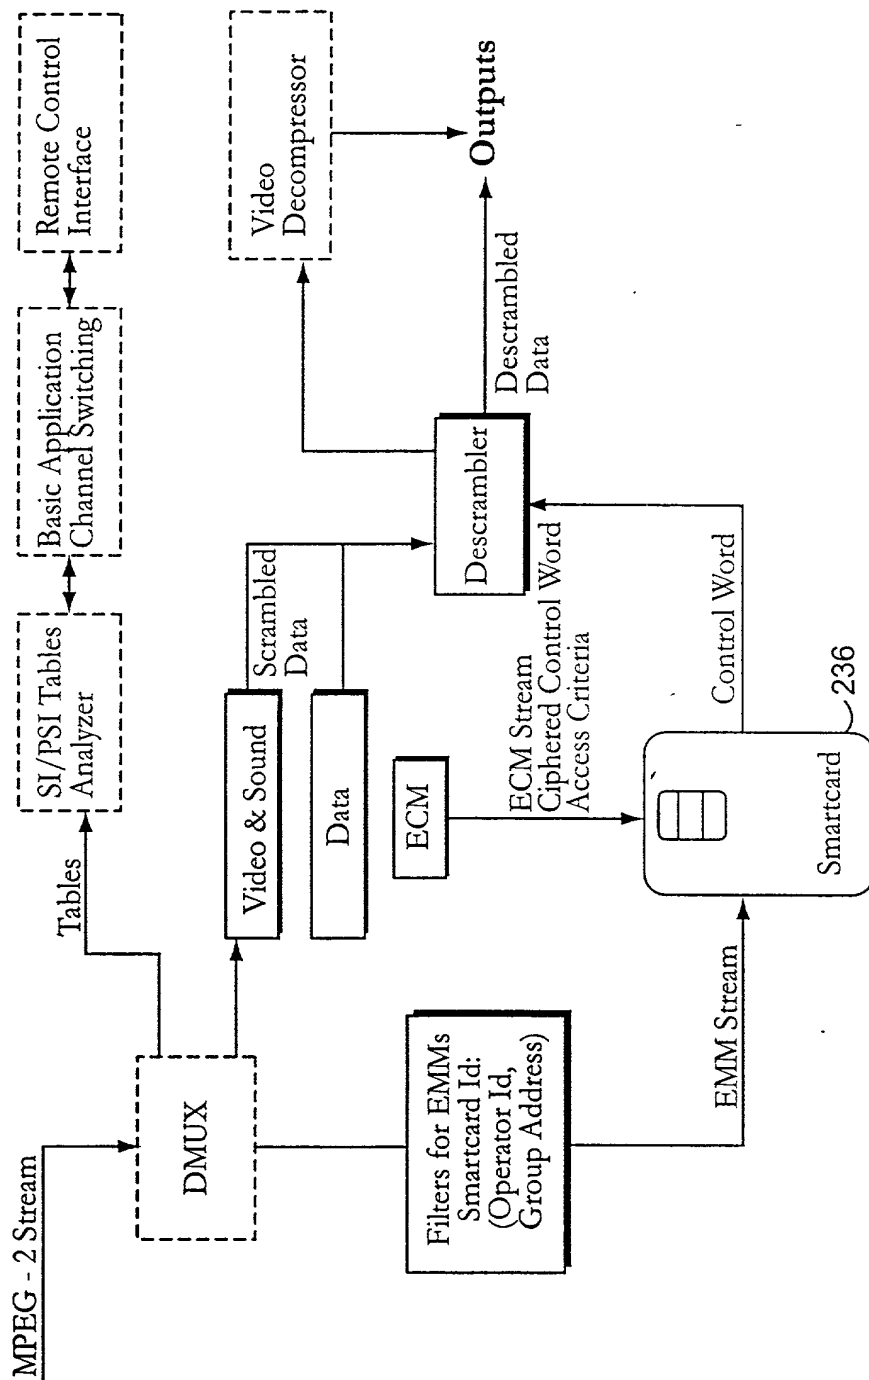 MPEG - 2 Stream
DMUX
Tables
SI/PSI Tables
Analyzer
Basic Application
Channel Switching
Remote Control
Interface
Video & Sound
Data
Scrambled
Data
Video
Decompressor
Outputs
Descrambled
Data
Descrambler
ECM
ECM Stream
Ciphered Control Word
Access Criteria
Filters for EMMs
Smartcard Id:
(Operator Id,
Group Address)
EMM Stream
Smartcard
236
Control Word